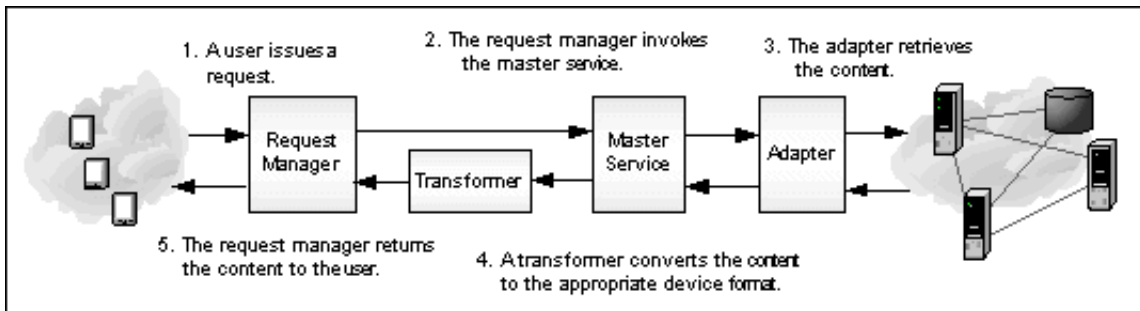 1. A user issues a
request.
2. The request manager invokes
the master service.
3. The adapter retrieves
the content.
Request
Manager
Transformer
Master
Service
Adapter
5. The request manager returns
the content to the user.
4. A transformer converts the content
to the appropriate device format.